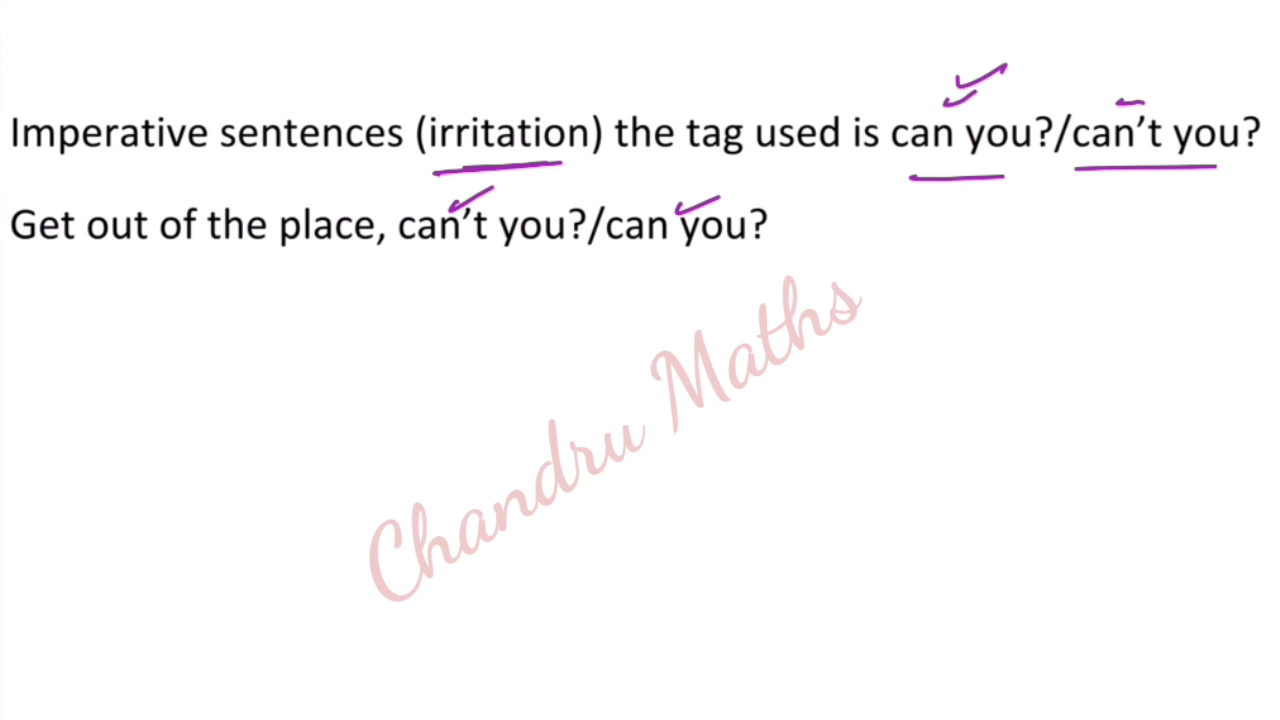 Imperative sentences (irritation) the tag used is can you?/can’t you?
Get out of the place, can’t you?/can you?
Chandru Maths